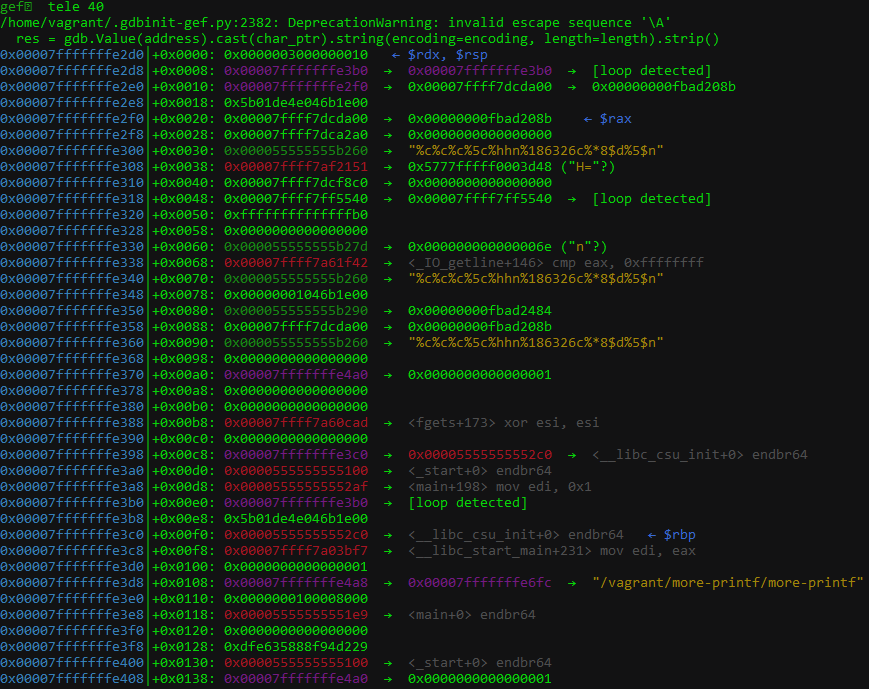 gef➤  tele 40
/home/vagrant/.gdbinit-gef.py:2382: DeprecationWarning: invalid escape sequence '\A'
  res = gdb.Value(address).cast(char_ptr).string(encoding=encoding, length=length).strip()
0x00007fffffffe2d0│+0x0000: 0x0000003000000010   ← $rdx, $rsp
0x00007fffffffe2d8│+0x0008: 0x00007fffffffe3b0  →  0x00007fffffffe3b0  →  [loop detected]
0x00007fffffffe2e0│+0x0010: 0x00007fffffffe2f0  →  0x00007ffff7dcda00  →  0x00000000fbad208b
0x00007fffffffe2e8│+0x0018: 0x5b01de4e046b1e00
0x00007fffffffe2f0│+0x0020: 0x00007ffff7dcda00  →  0x00000000fbad208b    ← $rax
0x00007fffffffe2f8│+0x0028: 0x00007ffff7dca2a0  →  0x0000000000000000
0x00007fffffffe300│+0x0030: 0x000055555555b260  →  "%c%c%c%5c%hhn%186326c%*8$d%5$n"
0x00007fffffffe308│+0x0038: 0x00007ffff7af2151  →  0x5777fffff0003d48 ("H="?)
0x00007fffffffe310│+0x0040: 0x00007ffff7dcf8c0  →  0x0000000000000000
0x00007fffffffe318│+0x0048: 0x00007ffff7ff5540  →  0x00007ffff7ff5540  →  [loop detected]
0x00007fffffffe320│+0x0050: 0xffffffffffffffb0
0x00007fffffffe328│+0x0058: 0x0000000000000000
0x00007fffffffe330│+0x0060: 0x000055555555b27d  →  0x000000000000006e ("n"?)
0x00007fffffffe338│+0x0068: 0x00007ffff7a61f42  →  <_IO_getline+146> cmp eax, 0xffffffff
0x00007fffffffe340│+0x0070: 0x000055555555b260  →  "%c%c%c%5c%hhn%186326c%*8$d%5$n"
0x00007fffffffe348│+0x0078: 0x00000001046b1e00
0x00007fffffffe350│+0x0080: 0x000055555555b290  →  0x00000000fbad2484
0x00007fffffffe358│+0x0088: 0x00007ffff7dcda00  →  0x00000000fbad208b
0x00007fffffffe360│+0x0090: 0x000055555555b260  →  "%c%c%c%5c%hhn%186326c%*8$d%5$n"
0x00007fffffffe368│+0x0098: 0x0000000000000000
0x00007fffffffe370│+0x00a0: 0x00007fffffffe4a0  →  0x0000000000000001
0x00007fffffffe378│+0x00a8: 0x0000000000000000
0x00007fffffffe380│+0x00b0: 0x0000000000000000
0x00007fffffffe388│+0x00b8: 0x00007ffff7a60cad  →  <fgets+173> xor esi, esi
0x00007fffffffe390│+0x00c0: 0x0000000000000000
0x00007fffffffe398│+0x00c8: 0x00007fffffffe3c0  →  0x00005555555552c0  →  <__libc_csu_init+0> endbr64
0x00007fffffffe3a0│+0x00d0: 0x0000555555555100  →  <_start+0> endbr64
0x00007fffffffe3a8│+0x00d8: 0x00005555555552af  →  <main+198> mov edi, 0x1
0x00007fffffffe3b0│+0x00e0: 0x00007fffffffe3b0  →  [loop detected]
0x00007fffffffe3b8│+0x00e8: 0x5b01de4e046b1e00
0x00007fffffffe3c0│+0x00f0: 0x00005555555552c0  →  <__libc_csu_init+0> endbr64   ← $rbp
0x00007fffffffe3c8│+0x00f8: 0x00007ffff7a03bf7  →  <__libc_start_main+231> mov edi, eax
0x00007fffffffe3d0│+0x0100: 0x0000000000000001
0x00007fffffffe3d8│+0x0108: 0x00007fffffffe4a8  →  0x00007fffffffe6fc  →  "/vagrant/more-printf/more-printf"
0x00007fffffffe3e0│+0x0110: 0x0000000100008000
0x00007fffffffe3e8│+0x0118: 0x00005555555551e9  →  <main+0> endbr64
0x00007fffffffe3f0│+0x0120: 0x0000000000000000
0x00007fffffffe3f8│+0x0128: 0xdfe635888f94d229
0x00007fffffffe400│+0x0130: 0x0000555555555100  →  <_start+0> endbr64
0x00007fffffffe408│+0x0138: 0x00007fffffffe4a0  →  0x0000000000000001